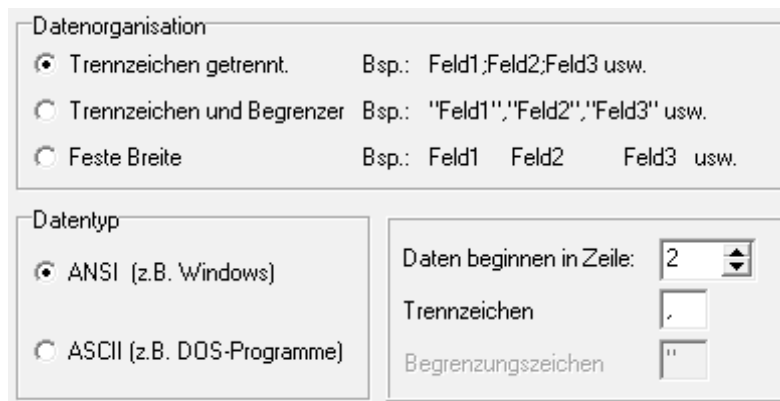 Datenorganisation
Trennzeichen getrennt. Bsp.: Feld1;Feld2;Feld3 usw.
Trennzeichen und Begrenzer Bsp.: "Feld1","Feld2","Feld3" usw.
Feste Breite Bsp.: Feld1 Feld2 Feld3 usw.
Datentyp
ANSI (z.B. Windows)
ASCII (z.B. DOS-Programme)
Daten beginnen in Zeile: 2
Trennzeichen ,
Begrenzungszeichen "